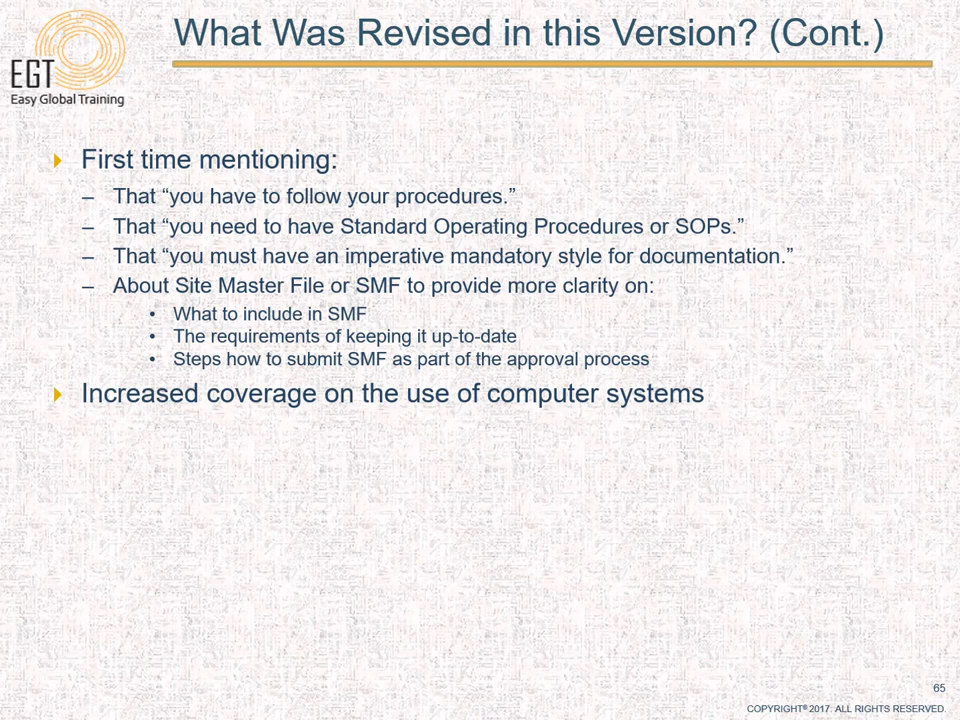 What Was Revised in this Version? (Cont.)
EGT
Easy Global Training
First time mentioning:
– That “you have to follow your procedures.”
– That “you need to have Standard Operating Procedures or SOPs.”
– That “you must have an imperative mandatory style for documentation.”
– About Site Master File or SMF to provide more clarity on:
• What to include in SMF
• The requirements of keeping it up-to-date
• Steps how to submit SMF as part of the approval process
Increased coverage on the use of computer systems
65
COPYRIGHT® 2017. ALL RIGHTS RESERVED.